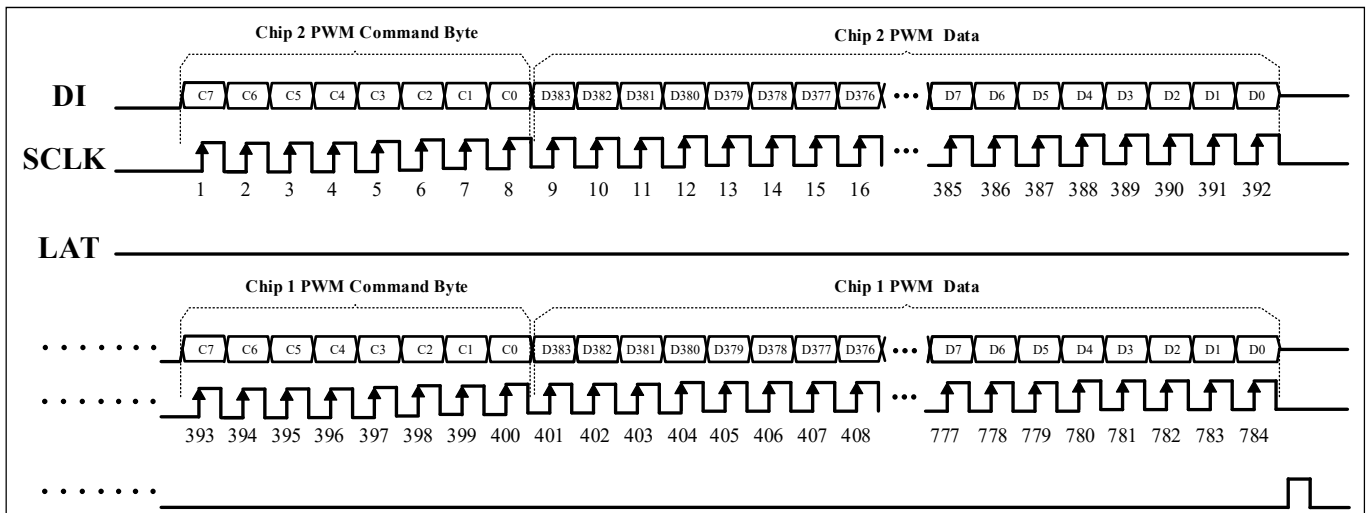 Chip 2 PWM Command Byte Chip 2 PWM Data
DI C7 C6 C5 C4 C3 C2 C1 C0 D383 D382 D381 D380 D379 D378 D377 D376 ••• D7 D6 D5 D4 D3 D2 D1 D0
SCLK •••
1 2 3 4 5 6 7 8 9 10 11 12 13 14 15 16 385 386 387 388 389 390 391 392
LAT
Chip 1 PWM Command Byte Chip 1 PWM Data
· · · · · · · C7 C6 C5 C4 C3 C2 C1 C0 D383 D382 D381 D380 D379 D378 D377 D376 ••• D7 D6 D5 D4 D3 D2 D1 D0
· · · · · · · •••
393 394 395 396 397 398 399 400 401 402 403 404 405 406 407 408 777 778 779 780 781 782 783 784
· · · · · · ·